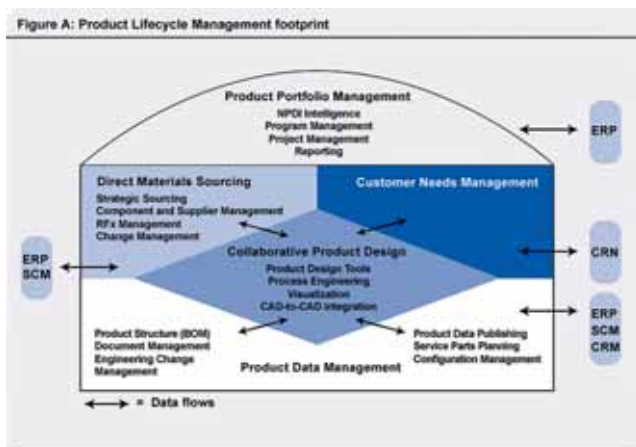 Figure A: Product Lifecycle Management footprint
Product Portfolio Management
NPDI Intelligence
Program Management
Project Management
Reporting
ERP
Direct Materials Sourcing
Strategic Sourcing
Component and Supplier Management
RFx Management
Change Management
Customer Needs Management
Collaborative Product Design
Product Design Tools
Process Engineering
Visualization
CAD-to-CAD Integration
ERP
SCM
CRN
ERP
SCM
CRM
Product Structure (BOM)
Document Management
Engineering Change
Management
Product Data Publishing
Service Parts Planning
Configuration Management
Product Data Management
= Data flows